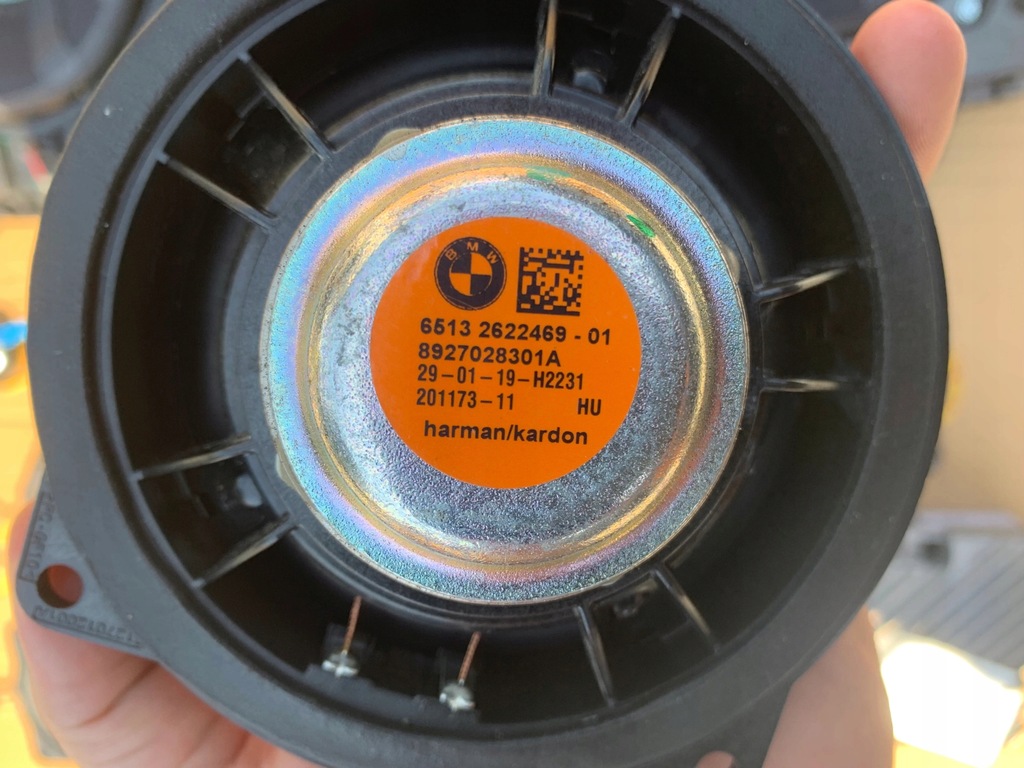 BMW
6513 2622469 - 01
8927028301A
29-01-19-H2231
201173-11 HU
harman/kardon